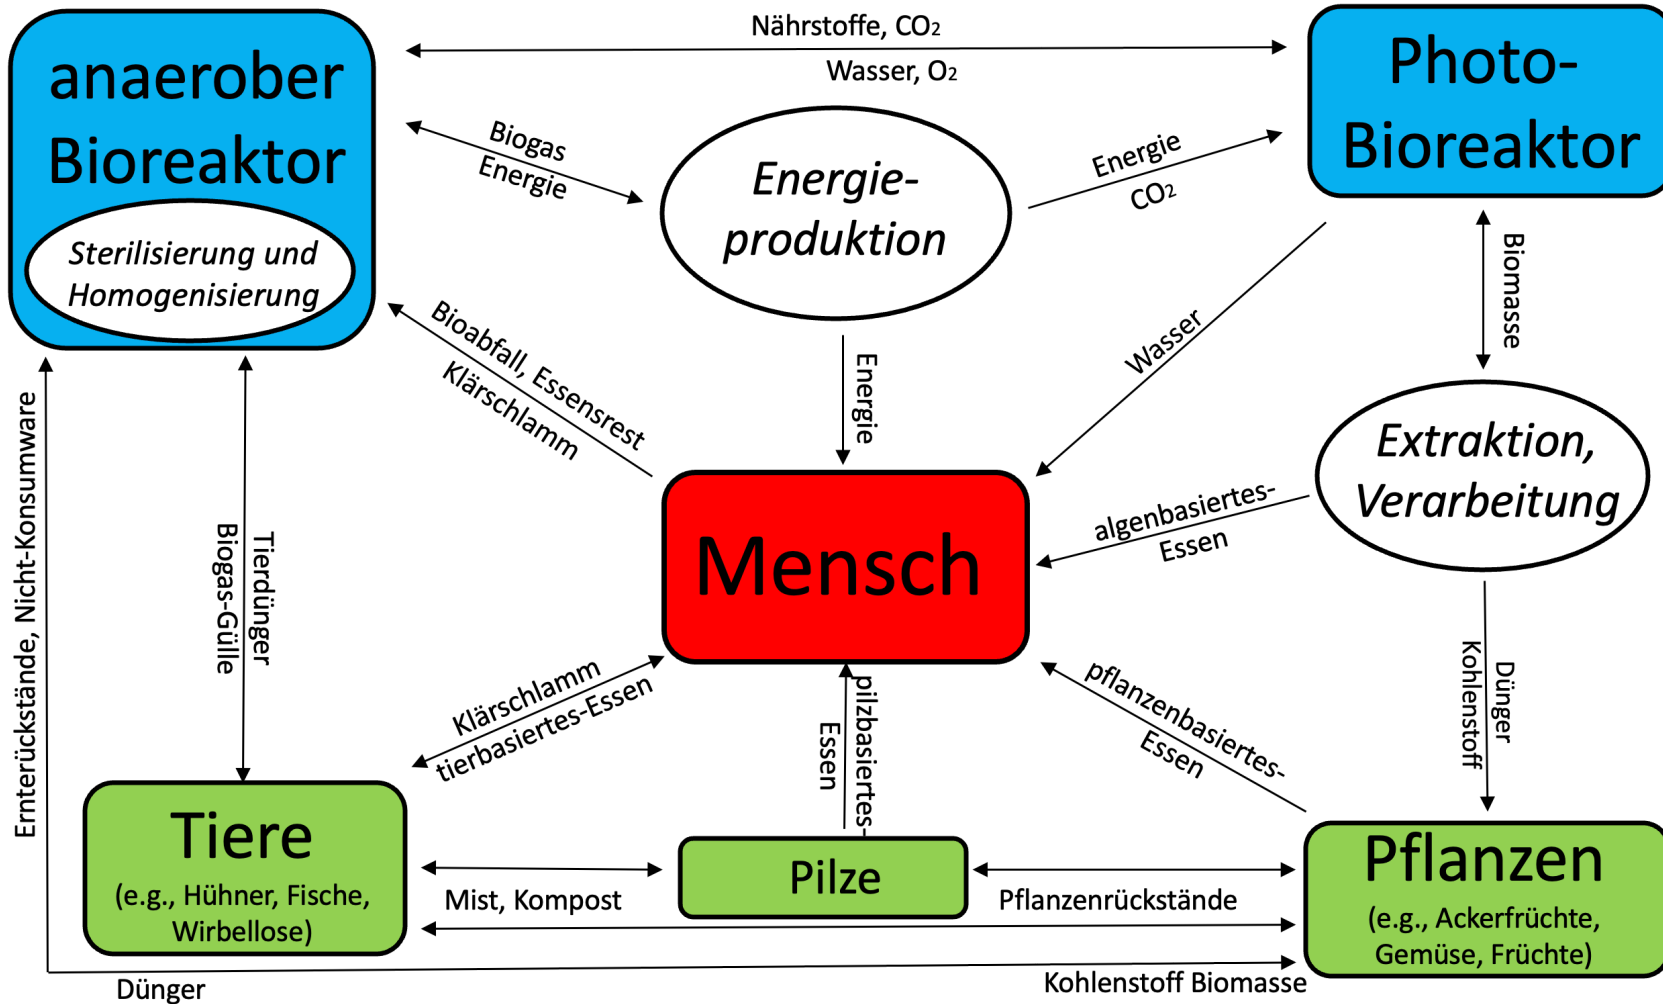 Nährstoffe, CO₂
Wasser, O₂
anaerober
Bioreaktor
Sterilisierung und
Homogenisierung
Photo-
Bioreaktor
Biogas
Energie
Energie-
produktion
Energie
CO₂
Biomasse
Wasser
Energie
Bioabfall, Essensrest
Klärschlamm
Extraktion,
Verarbeitung
algenbasiertes-
Essen
Mensch
Ernterückstände, Nicht-Konsumware
Tierdünger
Biogas-Gülle
Klärschlamm
tierbasiertes-Essen
pilzbasiertes-
Essen
pflanzenbasiertes-
Essen
Dünger
Kohlenstoff
Tiere
(e.g., Hühner, Fische,
Wirbellose)
Mist, Kompost
Pilze
Pflanzenrückstände
Pflanzen
(e.g., Ackerfrüchte,
Gemüse, Früchte)
Dünger
Kohlenstoff Biomasse